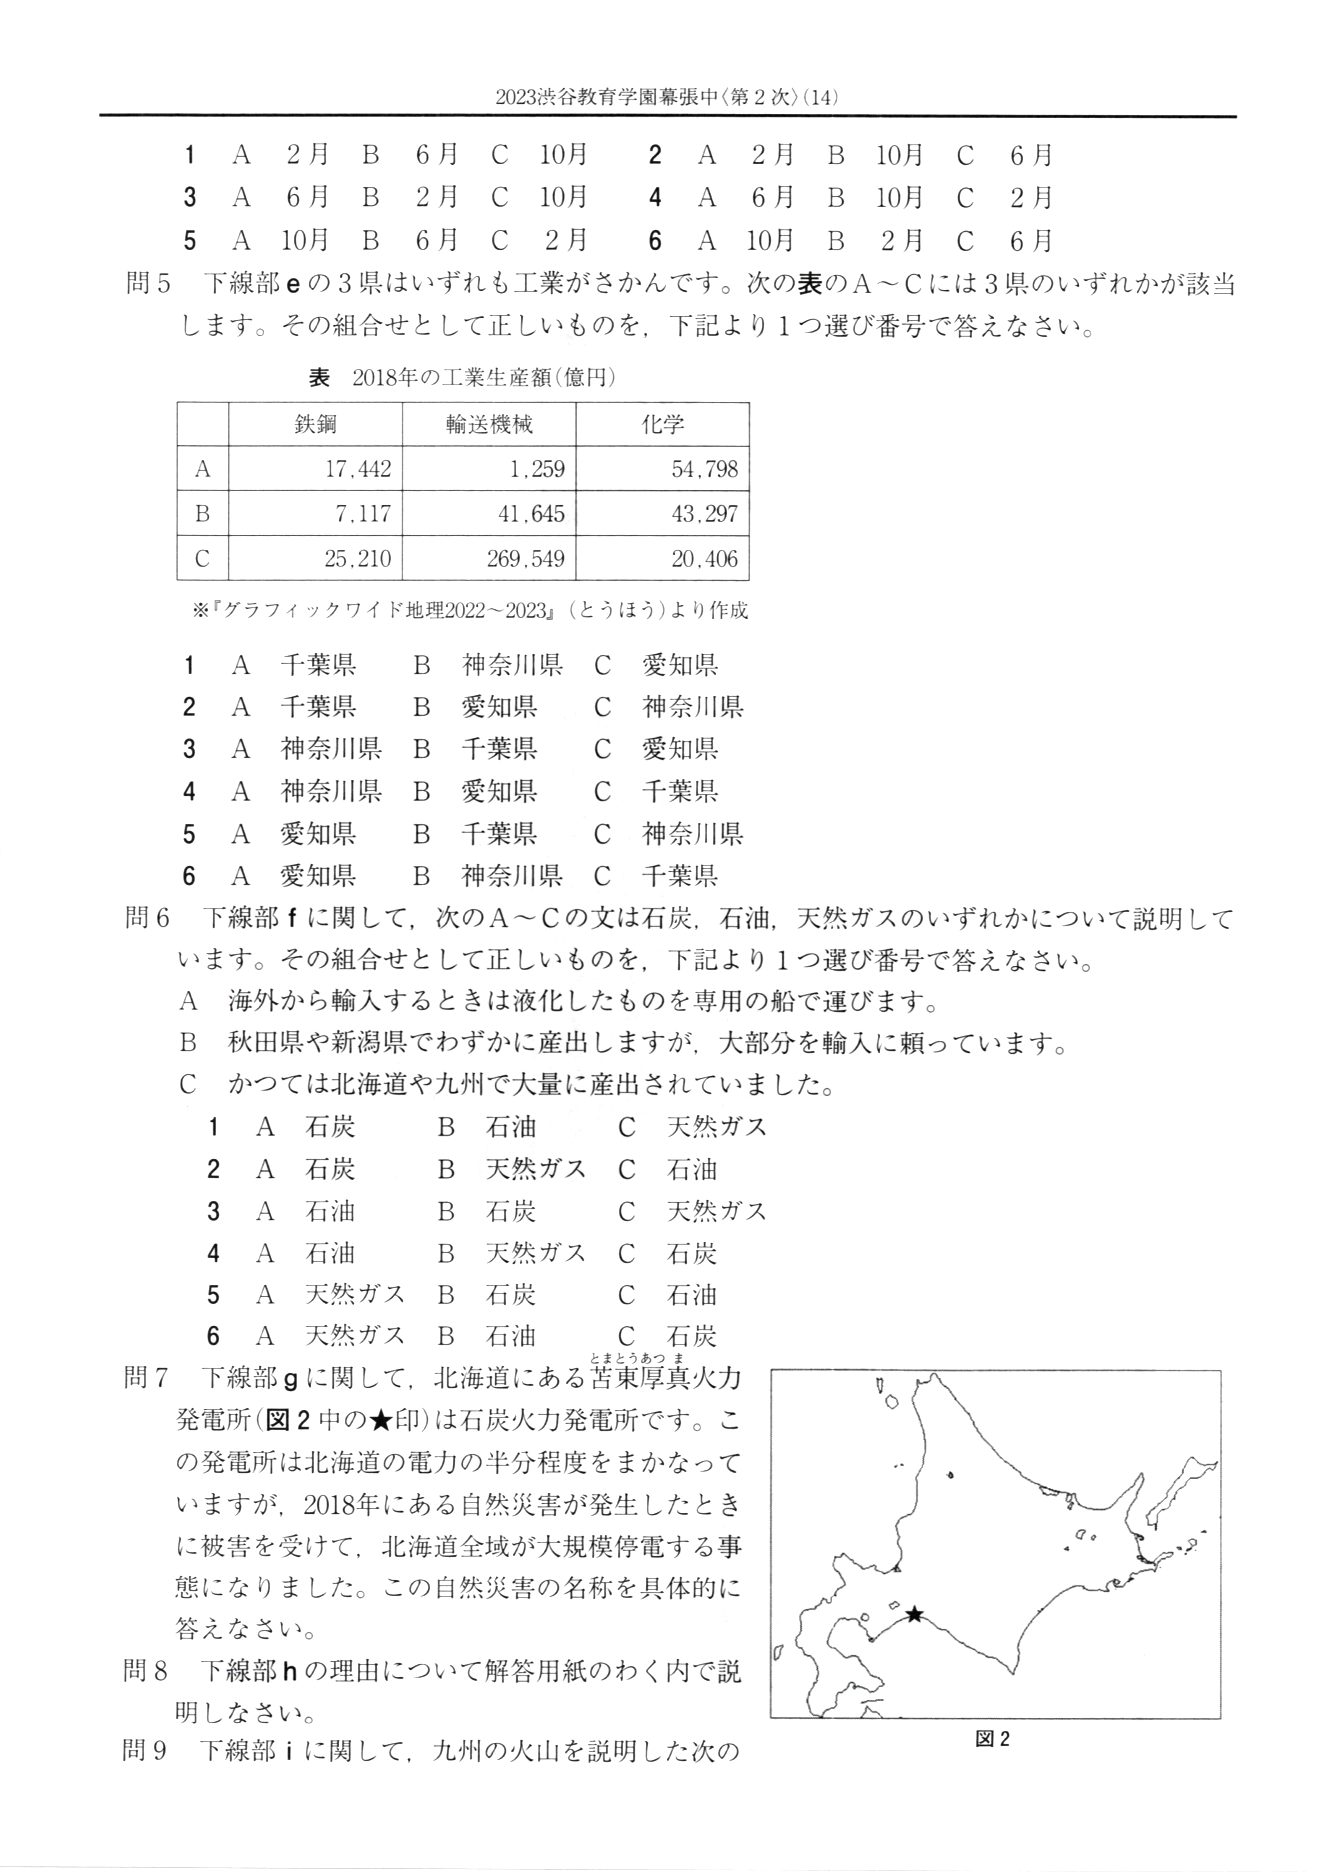 2023渋谷教育学園幕張中〈第2次〉(14)
1 A 2月 B 6月 C 10月 2 A 2月 B 10月 C 6月
3 A 6月 B 2月 C 10月 4 A 6月 B 10月 C 2月
5 A 10月 B 6月 C 2月 6 A 10月 B 2月 C 6月
問5 下線部eの3県はいずれも工業がさかんです。次の表のA～Cには3県のいずれかが該当
します。その組合せとして正しいものを，下記より1つ選び番号で答えなさい。
表 2018年の工業生産額(億円)
鉄鋼 輸送機械 化学
A 17,442 1,259 54,798
B 7,117 41,645 43,297
C 25,210 269,549 20,406
※『グラフィックワイド地理2022～2023』(とうほう)より作成
1 A 千葉県 B 神奈川県 C 愛知県
2 A 千葉県 B 愛知県 C 神奈川県
3 A 神奈川県 B 千葉県 C 愛知県
4 A 神奈川県 B 愛知県 C 千葉県
5 A 愛知県 B 千葉県 C 神奈川県
6 A 愛知県 B 神奈川県 C 千葉県
問6 下線部fに関して，次のA～Cの文は石炭，石油，天然ガスのいずれかについて説明して
います。その組合せとして正しいものを，下記より1つ選び番号で答えなさい。
A 海外から輸入するときは液化したものを専用の船で運びます。
B 秋田県や新潟県でわずかに産出しますが，大部分を輸入に頼っています。
C かつては北海道や九州で大量に産出されていました。
1 A 石炭 B 石油 C 天然ガス
2 A 石炭 B 天然ガス C 石油
3 A 石油 B 石炭 C 天然ガス
4 A 石油 B 天然ガス C 石炭
5 A 天然ガス B 石炭 C 石油
6 A 天然ガス B 石油 C 石炭
とまとうあつま
問7 下線部gに関して，北海道にある苫東厚真火力
発電所(図2中の★印)は石炭火力発電所です。こ
の発電所は北海道の電力の半分程度をまかなって
いますが，2018年にある自然災害が発生したとき
に被害を受けて，北海道全域が大規模停電する事
態になりました。この自然災害の名称を具体的に
答えなさい。
問8 下線部hの理由について解答用紙のわく内で説
明しなさい。
問9 下線部iに関して，九州の火山を説明した次の
★
図2